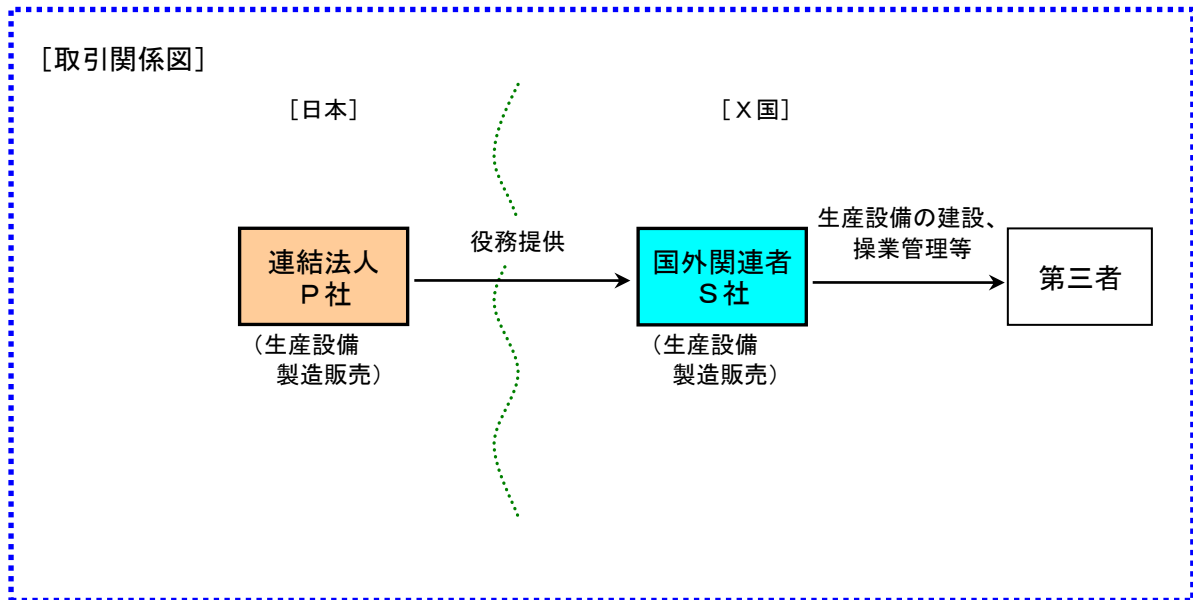 ［取引関係図］
［日本］
［Ｘ国］
連結法人
Ｐ社
（生産設備
製造販売）
役務提供
国外関連者
Ｓ社
（生産設備
製造販売）
生産設備の建設、
操業管理等
第三者